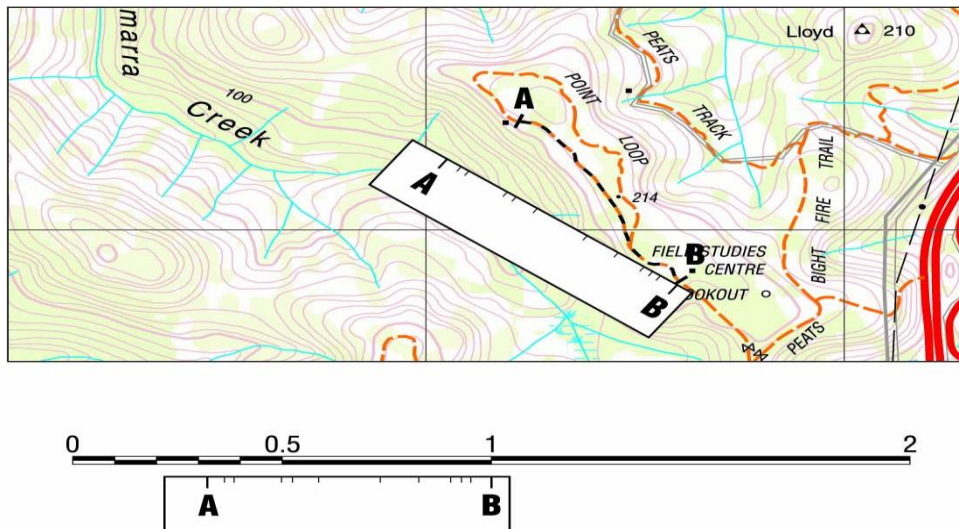 marra
100
Creek
A
POINT
LOOP
PEATS
TRACK
Lloyd 210
TRAIL
FIRE
BIGHT
A
214
FIELD STUDIES
B
CENTRE
B
OOKOUT
PEATS
0 0.5 1 2
A B